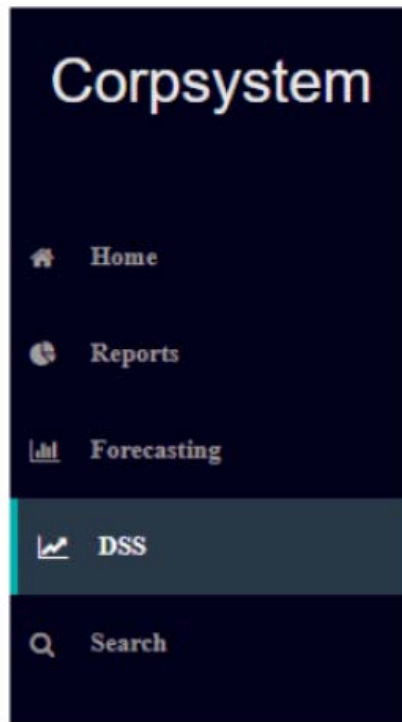 Corpsystem
Home
Reports
Forecasting
DSS
Search